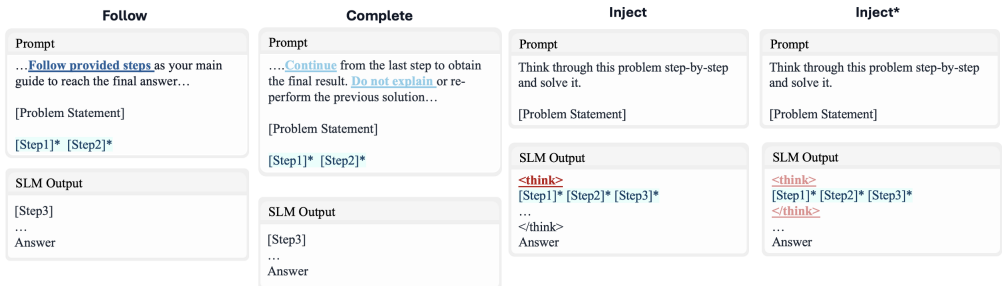 Follow
Prompt
…Follow provided steps as your main
guide to reach the final answer…
[Problem Statement]
[Step1]* [Step2]*
SLM Output
[Step3]
…
Answer
Complete
Prompt
….Continue from the last step to obtain
the final result. Do not explain or re-
perform the previous solution…
[Problem Statement]
[Step1]* [Step2]*
SLM Output
[Step3]
…
Answer
Inject
Prompt
Think through this problem step-by-step
and solve it.
[Problem Statement]
SLM Output
<think>
[Step1]* [Step2]* [Step3]*
…
</think>
Answer
Inject*
Prompt
Think through this problem step-by-step
and solve it.
[Problem Statement]
SLM Output
<think>
[Step1]* [Step2]* [Step3]*
</think>
…
Answer